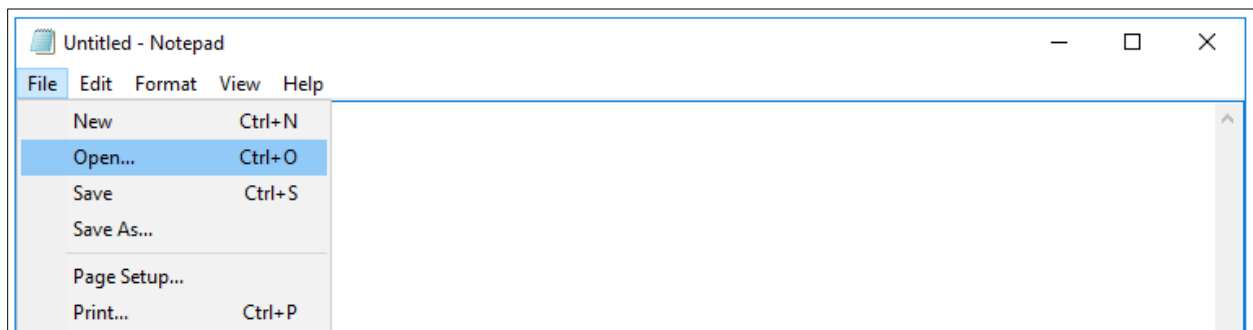 Untitled - Notepad
File Edit Format View Help
New Ctrl+N
Open... Ctrl+O
Save Ctrl+S
Save As...
Page Setup...
Print... Ctrl+P